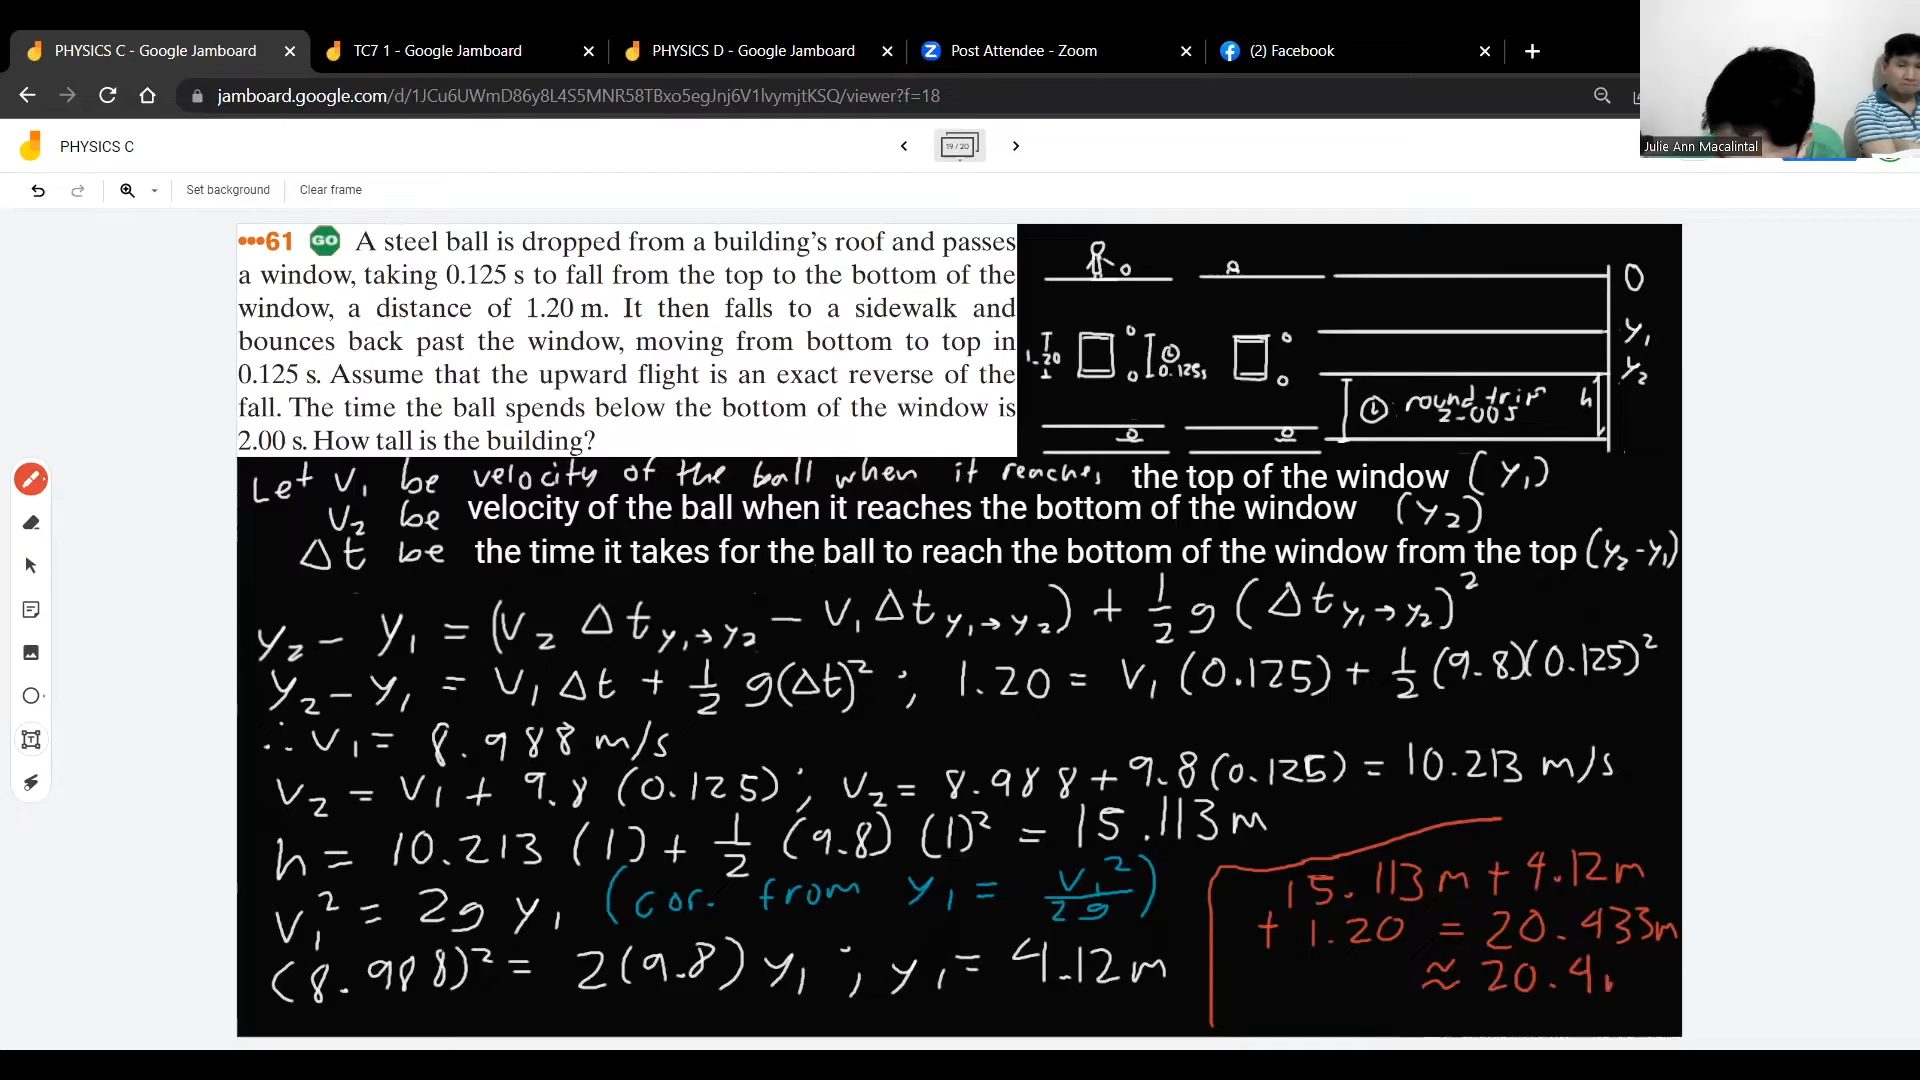 PHYSICS C - Google Jamboard
TC7 1 - Google Jamboard
PHYSICS D - Google Jamboard
Post Attendee - Zoom
(2) Facebook
jamboard.google.com/d/1JCu6UWmD86y8L4S5MNR58TBxo5egJnj6V1lvymjtKSQ/viewer?f=18
Julie Ann Macalintal
PHYSICS C
19 / 20
Set background
Clear frame
•••61 GO A steel ball is dropped from a building's roof and passes
a window, taking 0.125 s to fall from the top to the bottom of the
window, a distance of 1.20 m. It then falls to a sidewalk and
bounces back past the window, moving from bottom to top in
0.125 s. Assume that the upward flight is an exact reverse of the
fall. The time the ball spends below the bottom of the window is
2.00 s. How tall is the building?
0
y₁
1.20
0.125s
y₂
round trip
2.00s
h
Let v₁ be velocity of the ball when it reaches the top of the window (y₁)
v₂ be velocity of the ball when it reaches the bottom of the window (y₂)
Δt be the time it takes for the ball to reach the bottom of the window from the top (y₂-y₁)
y₂ - y₁ = (v₂ Δt y₁→y₂ - v₁ Δt y₁→y₂) + 1/2 g (Δt y₁→y₂)²
y₂ - y₁ = v₁ Δt + 1/2 g(Δt)² ; 1.20 = v₁ (0.125) + 1/2 (9.8)(0.125)²
∴ v₁ = 8.988 m/s
v₂ = v₁ + 9.8 (0.125) ; v₂ = 8.988 + 9.8(0.125) = 10.213 m/s
h = 10.213 (1) + 1/2 (9.8) (1)² = 15.113 m
v₁² = 2g y₁ (cor. from y₁ = v₁²/2g)
(8.988)² = 2(9.8) y₁ ; y₁ = 4.12 m
15.113 m + 4.12 m
+ 1.20 = 20.433 m
≈ 20.4